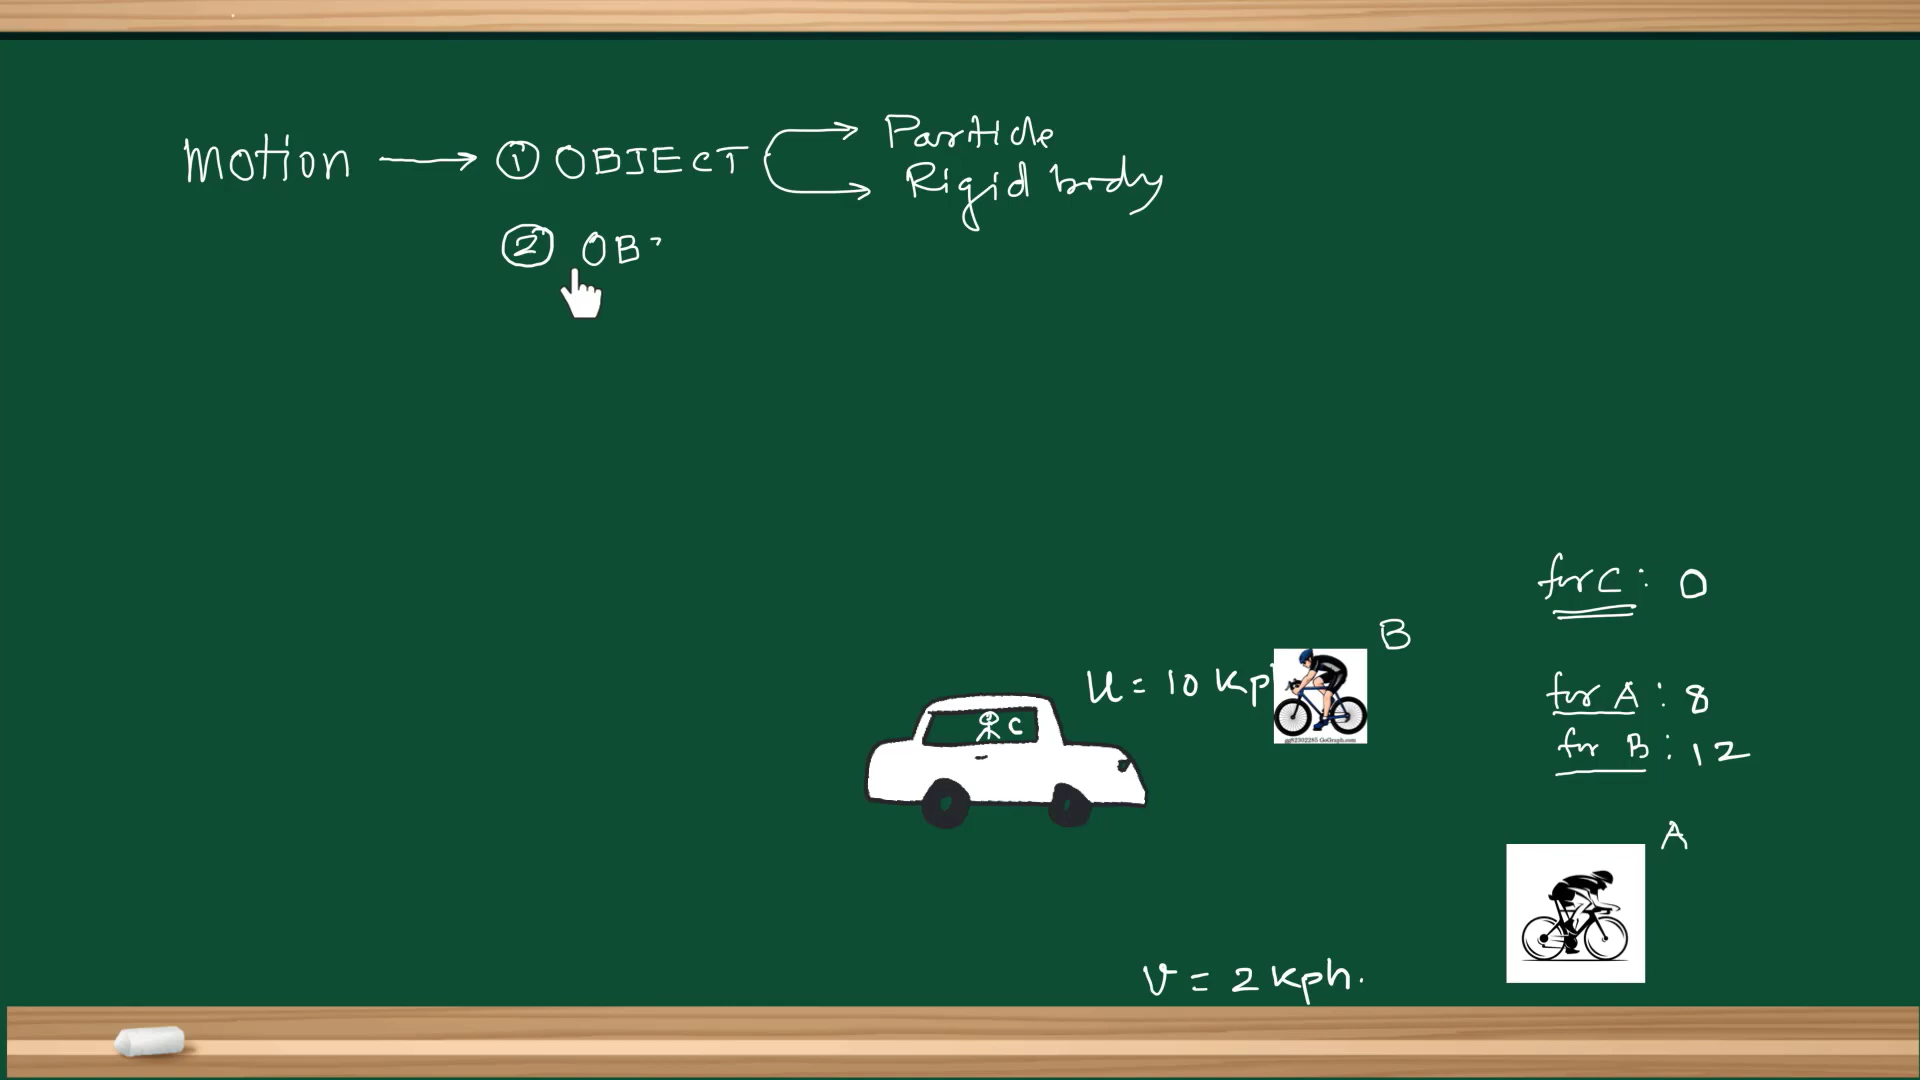 Motion → ① OBJECT → Particle
→ Rigid body
② OB
for C : 0
B
U = 10 Kp
for A : 8
C
for B : 12
A
V = 2 Kph.